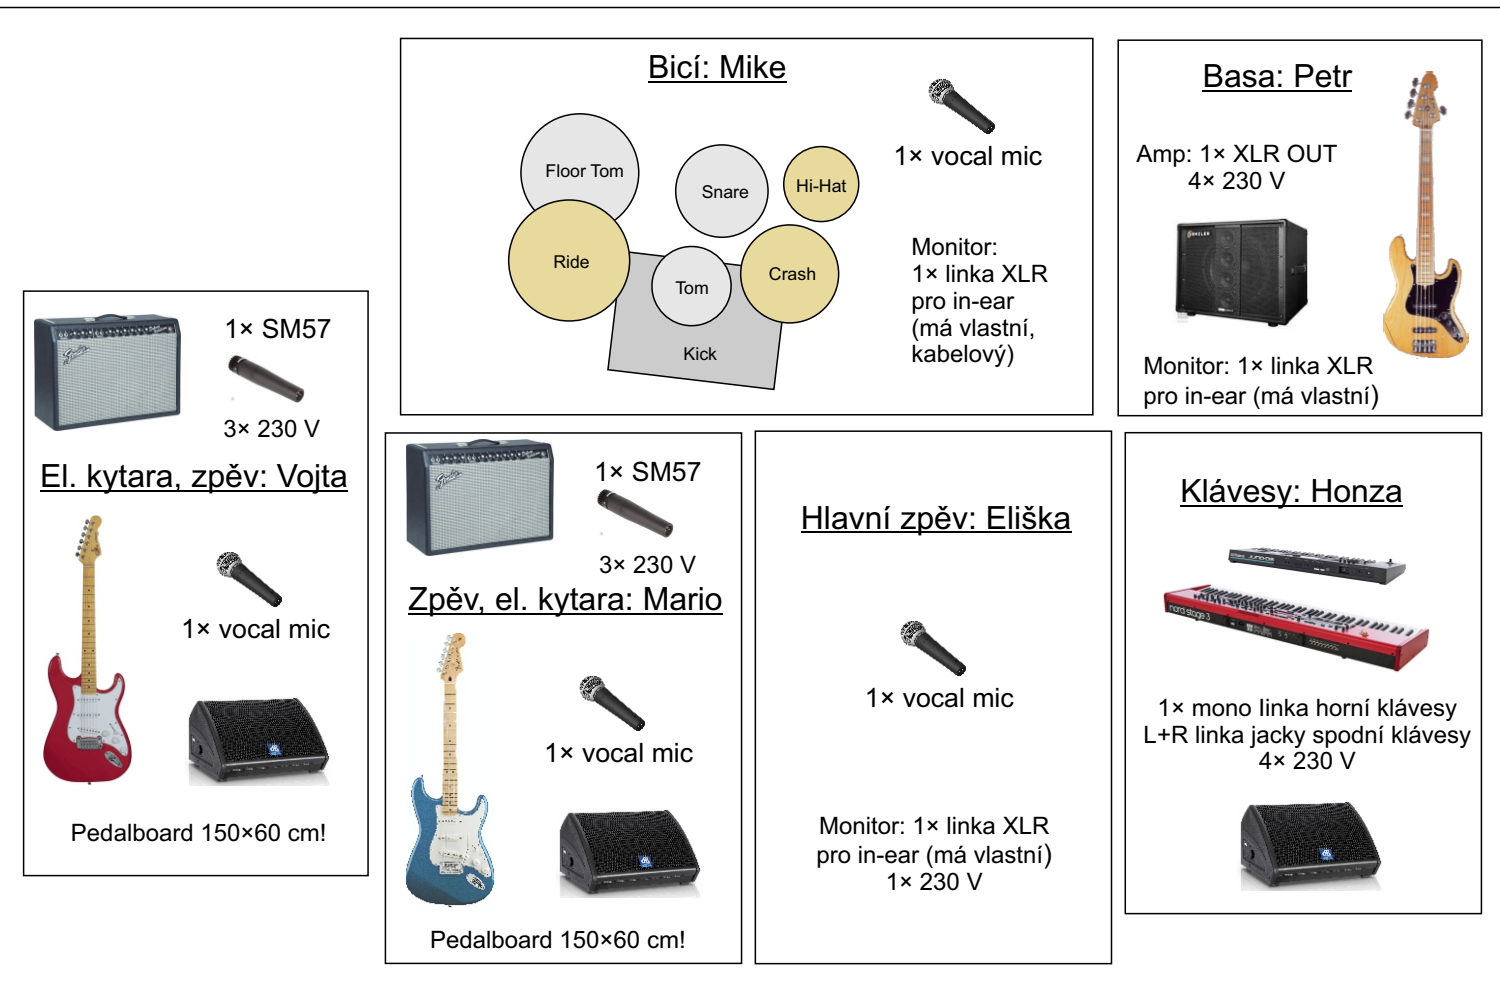 Bicí: Mike
1× vocal mic
Floor Tom
Snare
Hi-Hat
Ride
Tom
Crash
Kick
Monitor:
1× linka XLR
pro in-ear
(má vlastní,
kabelový)
Basa: Petr
Amp: 1× XLR OUT
4× 230 V
Monitor: 1× linka XLR
pro in-ear (má vlastní)
1× SM57
3× 230 V
El. kytara, zpěv: Vojta
1× vocal mic
Pedalboard 150×60 cm!
1× SM57
3× 230 V
Zpěv, el. kytara: Mario
1× vocal mic
Pedalboard 150×60 cm!
Hlavní zpěv: Eliška
1× vocal mic
Monitor: 1× linka XLR
pro in-ear (má vlastní)
1× 230 V
Klávesy: Honza
nord stage 3
1× mono linka horní klávesy
L+R linka jacky spodní klávesy
4× 230 V